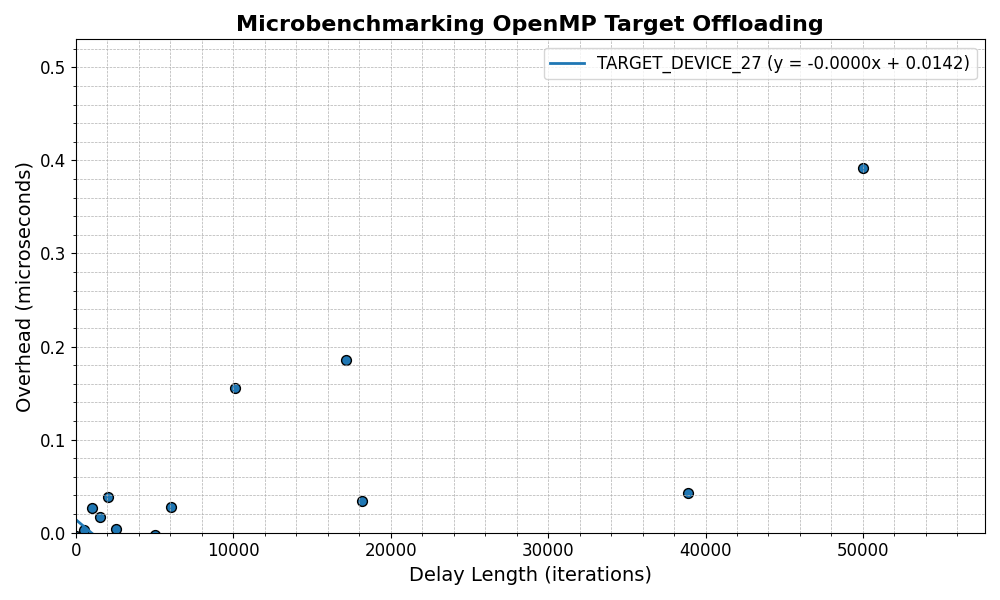 Microbenchmarking OpenMP Target Offloading
TARGET_DEVICE_27 (y = -0.0000x + 0.0142)
Overhead (microseconds)
0.5
0.4
0.3
0.2
0.1
0.0
0 10000 20000 30000 40000 50000
Delay Length (iterations)